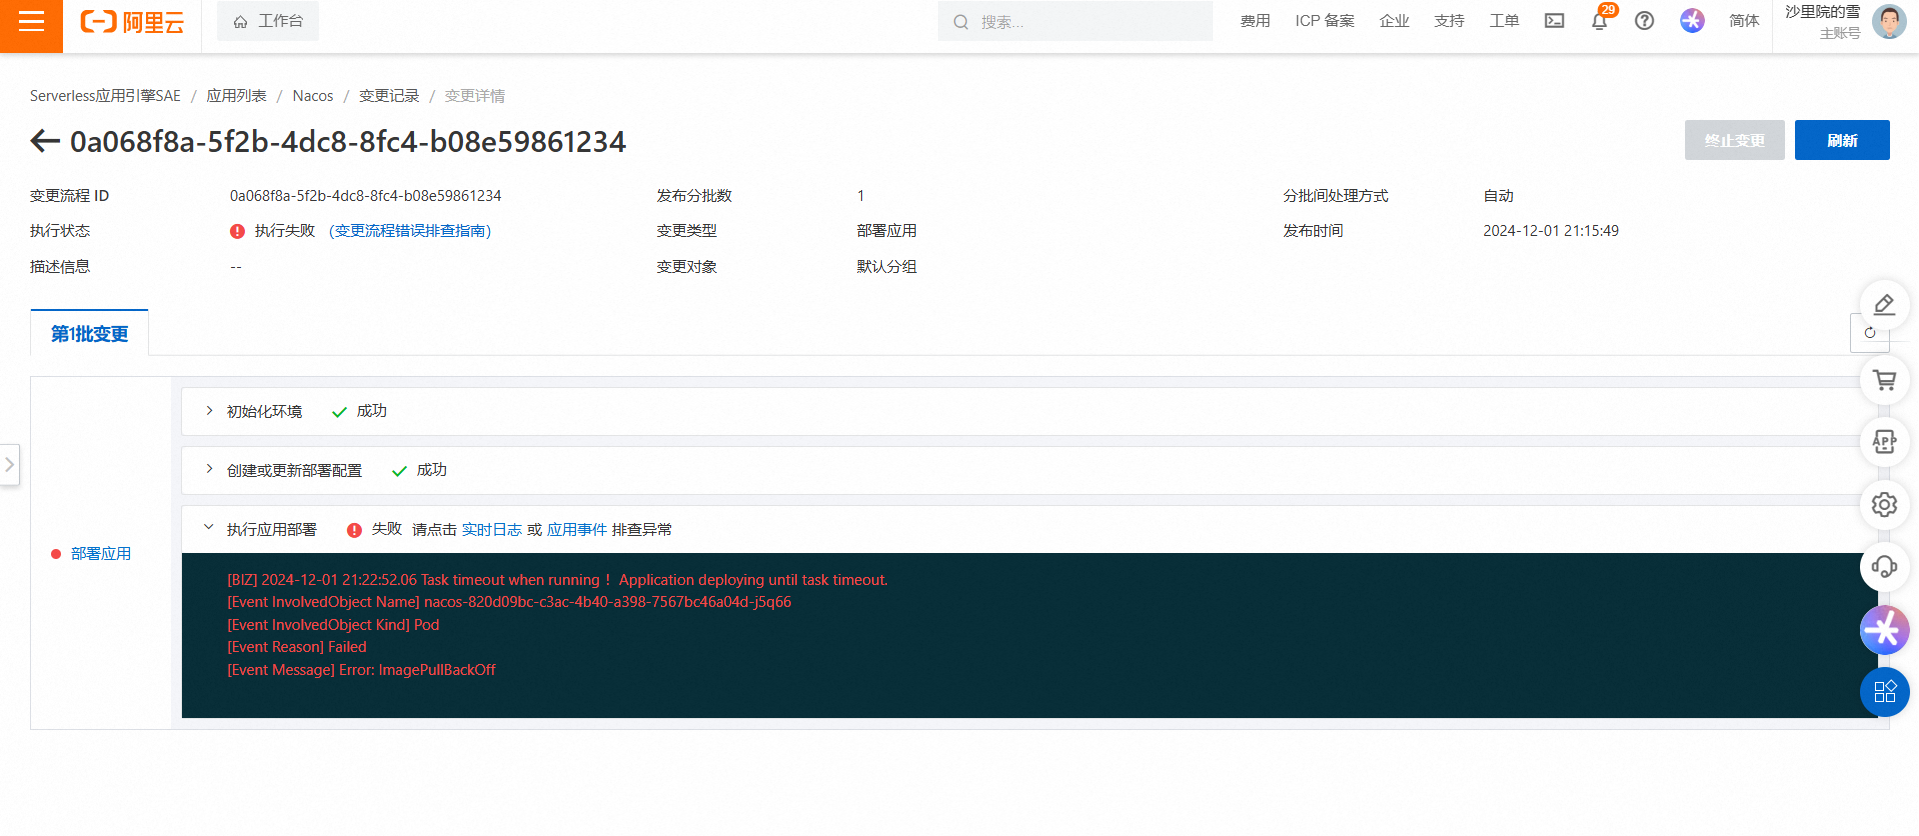 阿里云
工作台
搜索...
费用 ICP 备案 企业 支持 工单 29 简体
沙里院的雪
主账号
Serverless应用引擎SAE / 应用列表 / Nacos / 变更记录 / 变更详情
0a068f8a-5f2b-4dc8-8fc4-b08e59861234
终止变更 刷新
变更流程 ID 0a068f8a-5f2b-4dc8-8fc4-b08e59861234 发布分批数 1 分批间处理方式 自动
执行状态 执行失败 (变更流程错误排查指南) 变更类型 部署应用 发布时间 2024-12-01 21:15:49
描述信息 -- 变更对象 默认分组
第1批变更
初始化环境 成功
创建或更新部署配置 成功
APP
执行应用部署 失败 请点击 实时日志 或 应用事件 排查异常
部署应用
[BIZ] 2024-12-01 21:22:52.06 Task timeout when running！ Application deploying until task timeout.
[Event InvolvedObject Name] nacos-820d09bc-c3ac-4b40-a398-7567bc46a04d-j5q66
[Event InvolvedObject Kind] Pod
[Event Reason] Failed
[Event Message] Error: ImagePullBackOff